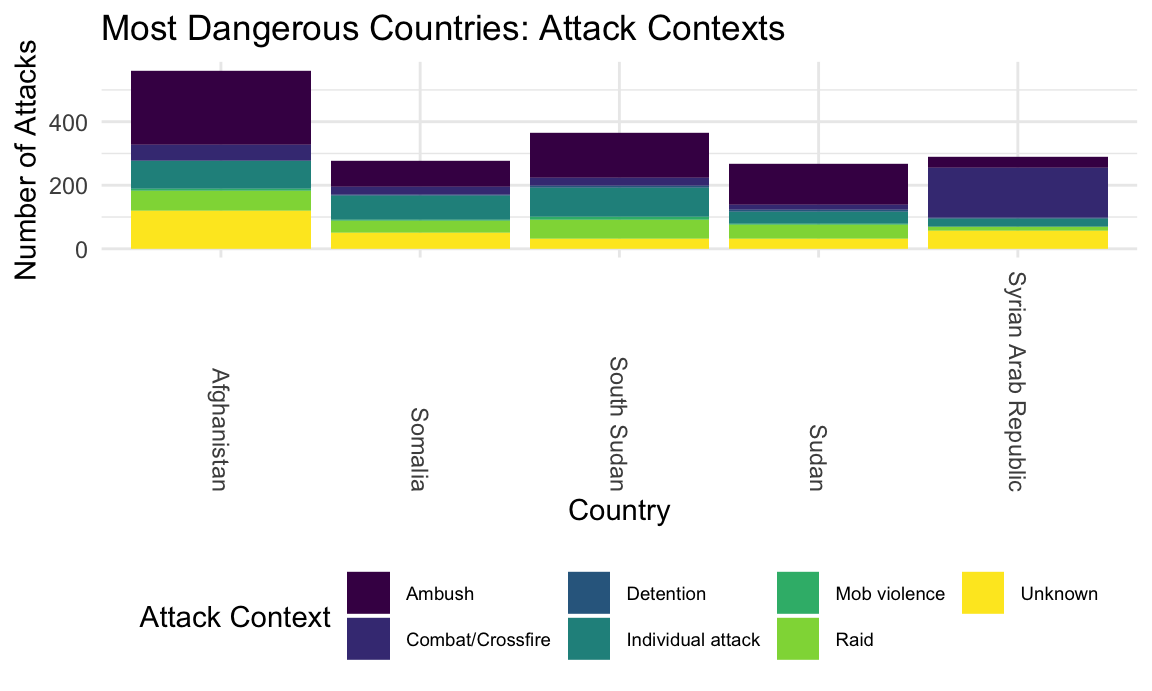 Most Dangerous Countries: Attack Contexts
Number of Attacks
400
200
0
Afghanistan
Somalia
South Sudan
Sudan
Syrian Arab Republic
Country
Attack Context
Ambush
Combat/Crossfire
Detention
Individual attack
Mob violence
Raid
Unknown